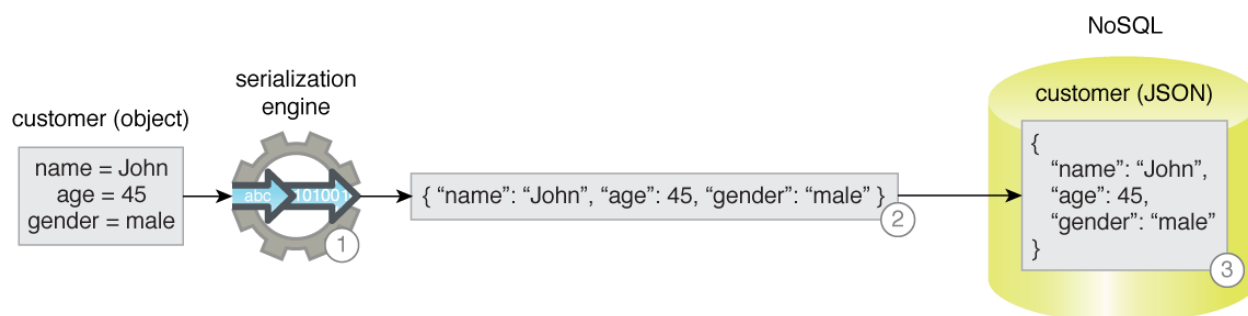 NoSQL
serialization
engine
customer (object)
customer (JSON)
name = John
age = 45
gender = male
abc
101001
1
{ “name”: “John”, “age”: 45, “gender”: “male” }
2
{
“name”: “John”,
“age”: 45,
“gender”: “male”
}
3